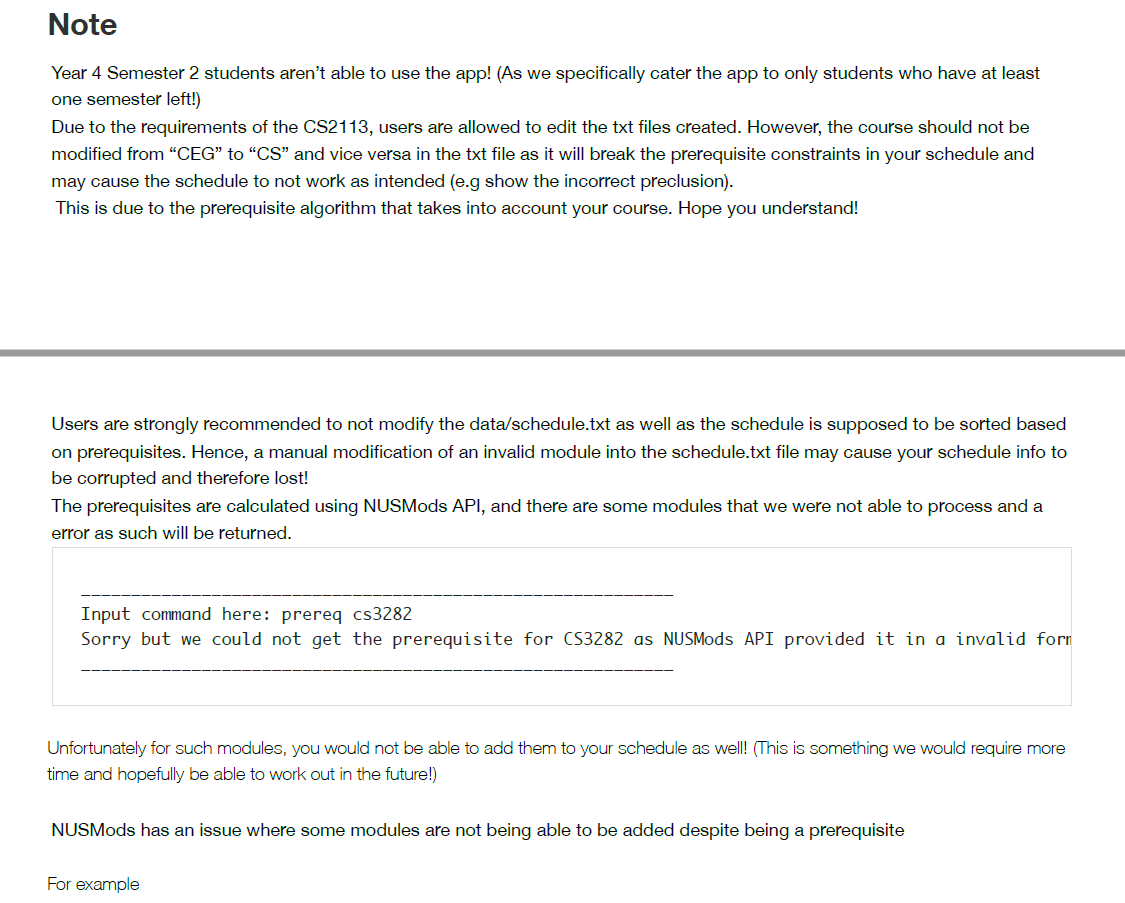 Note
Year 4 Semester 2 students aren’t able to use the app! (As we specifically cater the app to only students who have at least
one semester left!)
Due to the requirements of the CS2113, users are allowed to edit the txt files created. However, the course should not be
modified from “CEG” to “CS” and vice versa in the txt file as it will break the prerequisite constraints in your schedule and
may cause the schedule to not work as intended (e.g show the incorrect preclusion).
This is due to the prerequisite algorithm that takes into account your course. Hope you understand!
Users are strongly recommended to not modify the data/schedule.txt as well as the schedule is supposed to be sorted based
on prerequisites. Hence, a manual modification of an invalid module into the schedule.txt file may cause your schedule info to
be corrupted and therefore lost!
The prerequisites are calculated using NUSMods API, and there are some modules that we were not able to process and a
error as such will be returned.
Input command here: prereq cs3282
Sorry but we could not get the prerequisite for CS3282 as NUSMods API provided it in a invalid
Unfortunately for such modules, you would not be able to add them to your schedule as well! (This is something we would require more
time and hopefully be able to work out in the future!)
NUSMods has an issue where some modules are not being able to be added despite being a prerequisite
For example